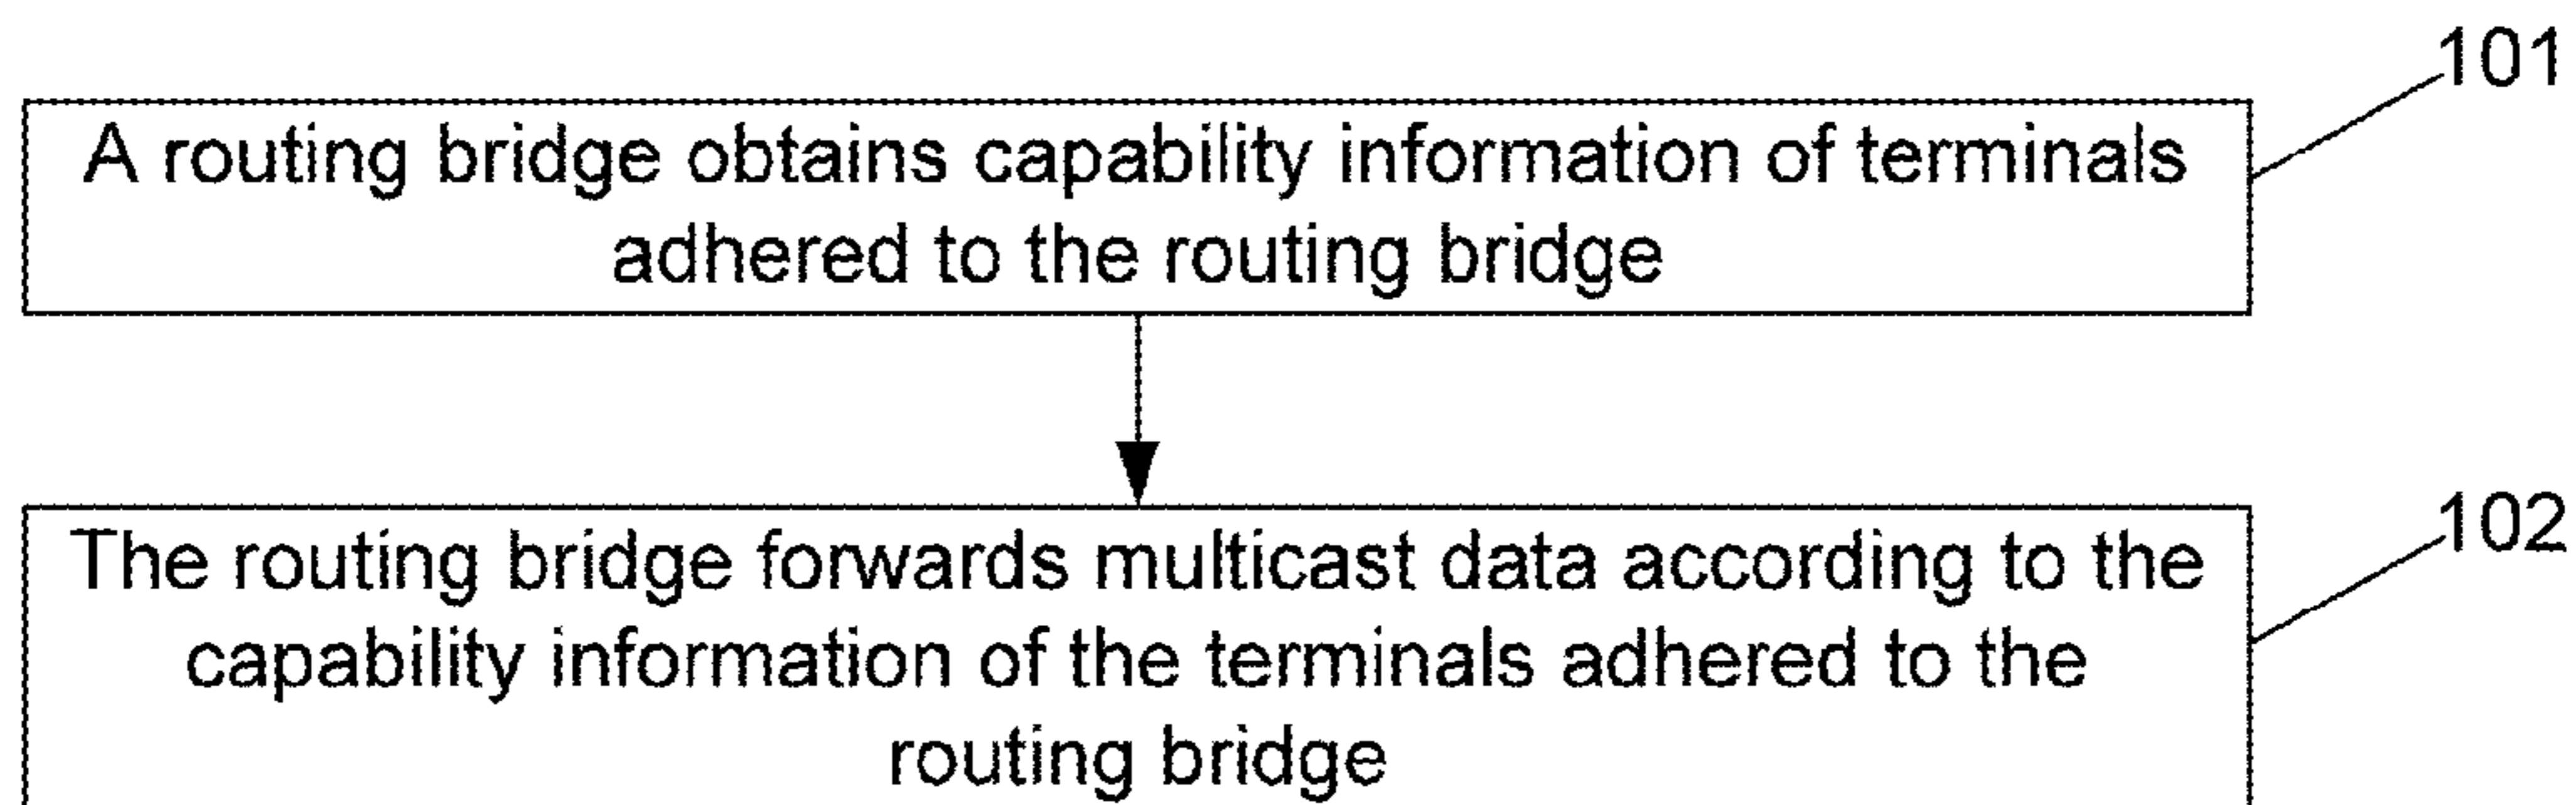 101
A routing bridge obtains capability information of terminals
adhered to the routing bridge
102
The routing bridge forwards multicast data according to the
capability information of the terminals adhered to the
routing bridge